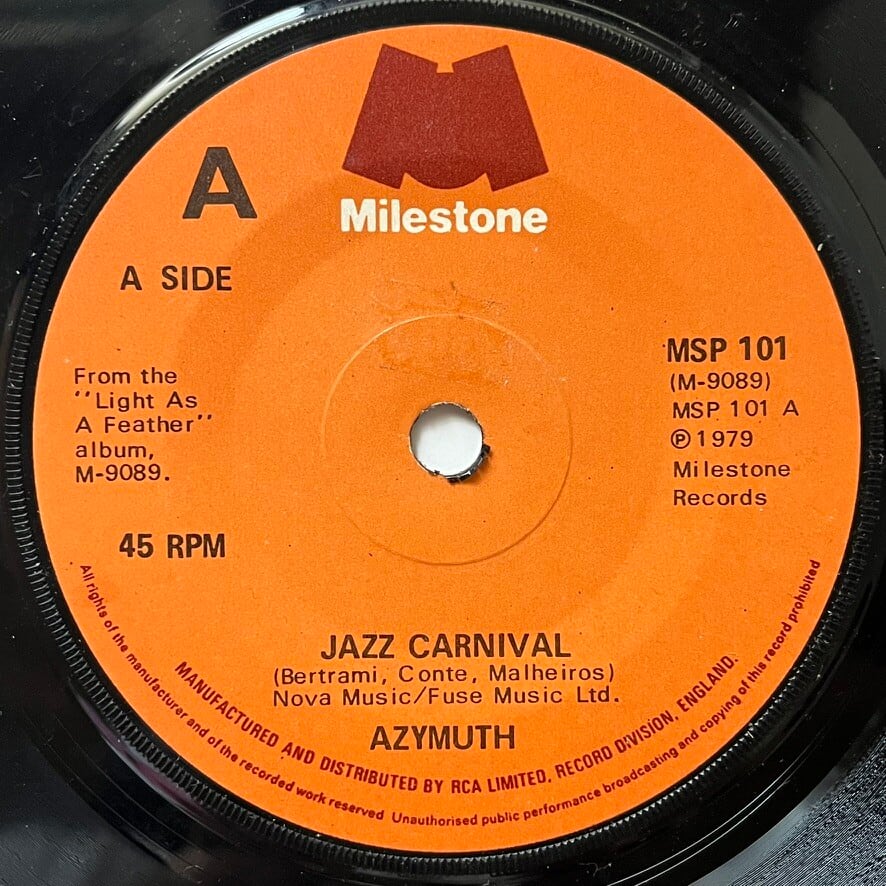 A
Milestone
A SIDE
From the
"Light As
A Feather"
album,
M-9089.
45 RPM
MSP 101
(M-9089)
MSP 101 A
℗ 1979
Milestone
Records
JAZZ CARNIVAL
(Bertrami, Conte, Malheiros)
Nova Music/Fuse Music Ltd.
AZYMUTH
MANUFACTURED AND DISTRIBUTED BY RCA LIMITED, RECORD DIVISION, ENGLAND.
All rights of the manufacturer and of the recorded work reserved Unauthorised public performance broadcasting and copying of this record prohibited